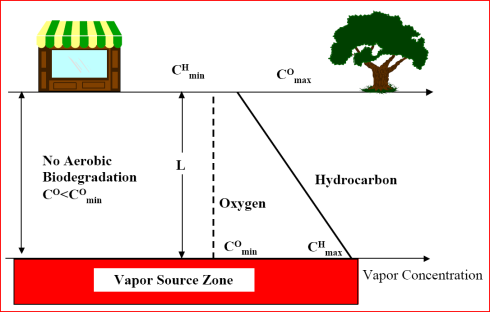 C^H_min
C^O_max
No Aerobic
Biodegradation
C^O<C^O_min
L
Hydrocarbon
Oxygen
C^O_min
C^H_max
Vapor Source Zone
Vapor Concentration